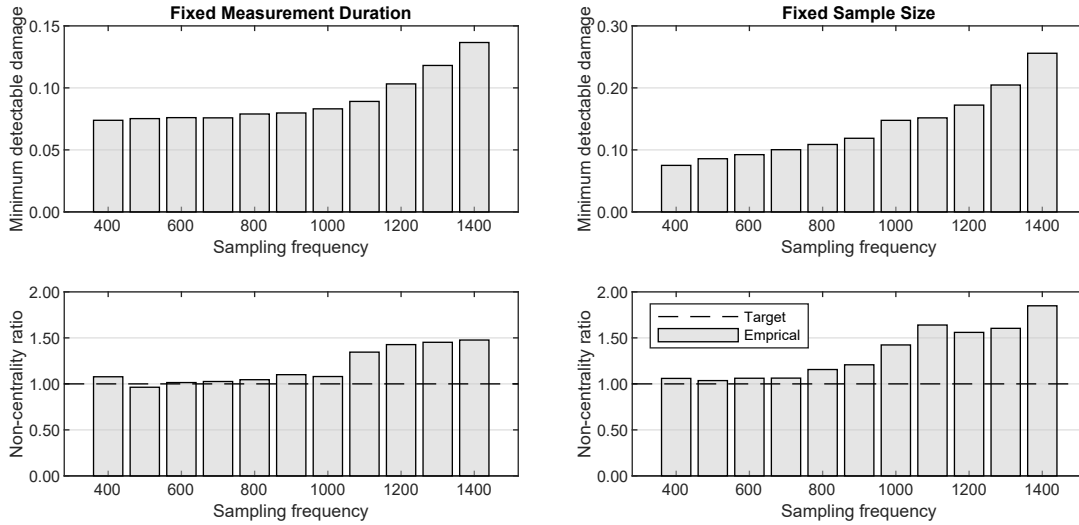 Fixed Measurement Duration
Minimum detectable damage
0.15
0.10
0.05
0.00
400 600 800 1000 1200 1400
Sampling frequency
Fixed Sample Size
Minimum detectable damage
0.30
0.20
0.10
0.00
400 600 800 1000 1200 1400
Sampling frequency
Non-centrality ratio
2.00
1.50
1.00
0.50
0.00
400 600 800 1000 1200 1400
Sampling frequency
Non-centrality ratio
2.00
1.50
1.00
0.50
0.00
Target
Emprical
400 600 800 1000 1200 1400
Sampling frequency